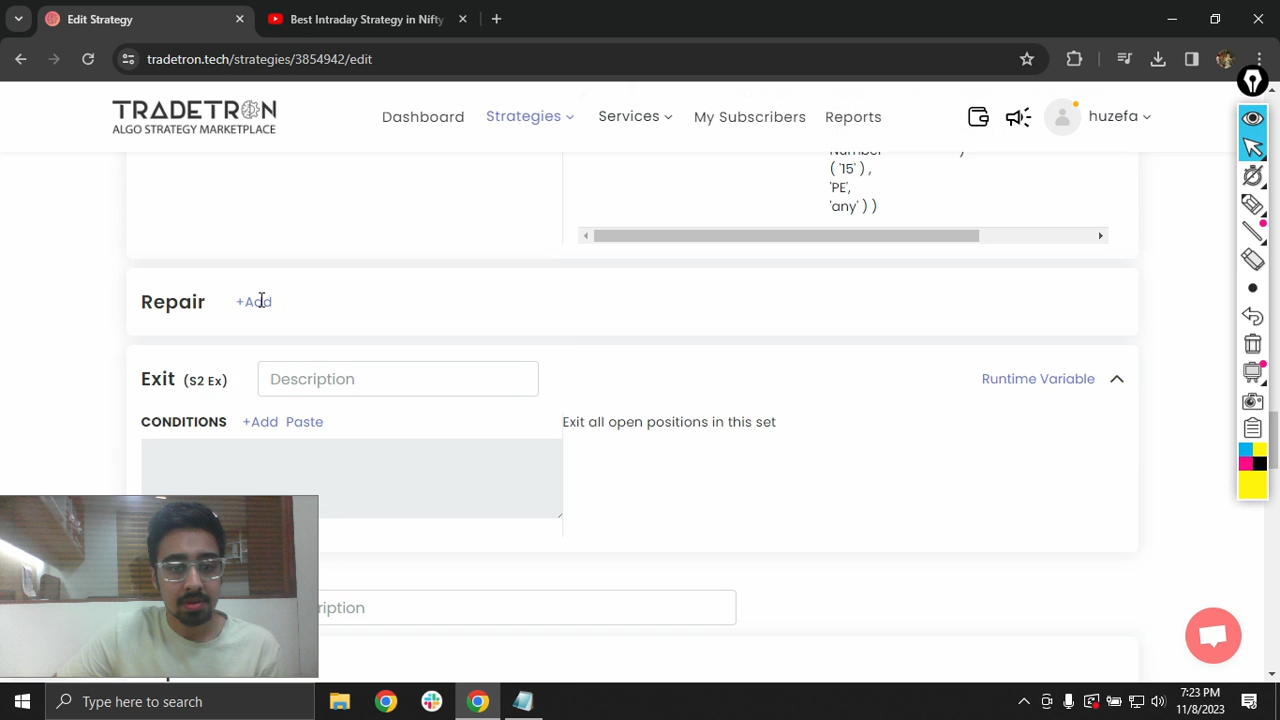 Edit Strategy
Best Intraday Strategy in Nifty
tradetron.tech/strategies/3854942/edit
TRADETRON
ALGO STRATEGY MARKETPLACE
Dashboard
Strategies
Services
My Subscribers
Reports
huzefa
Number )
( '15' ) ,
'PE',
'any' ) )
Repair
+Add
Exit (S2 Ex)
Description
Runtime Variable
CONDITIONS
+Add
Paste
Exit all open positions in this set
ription
Type here to search
7:23 PM
11/8/2023